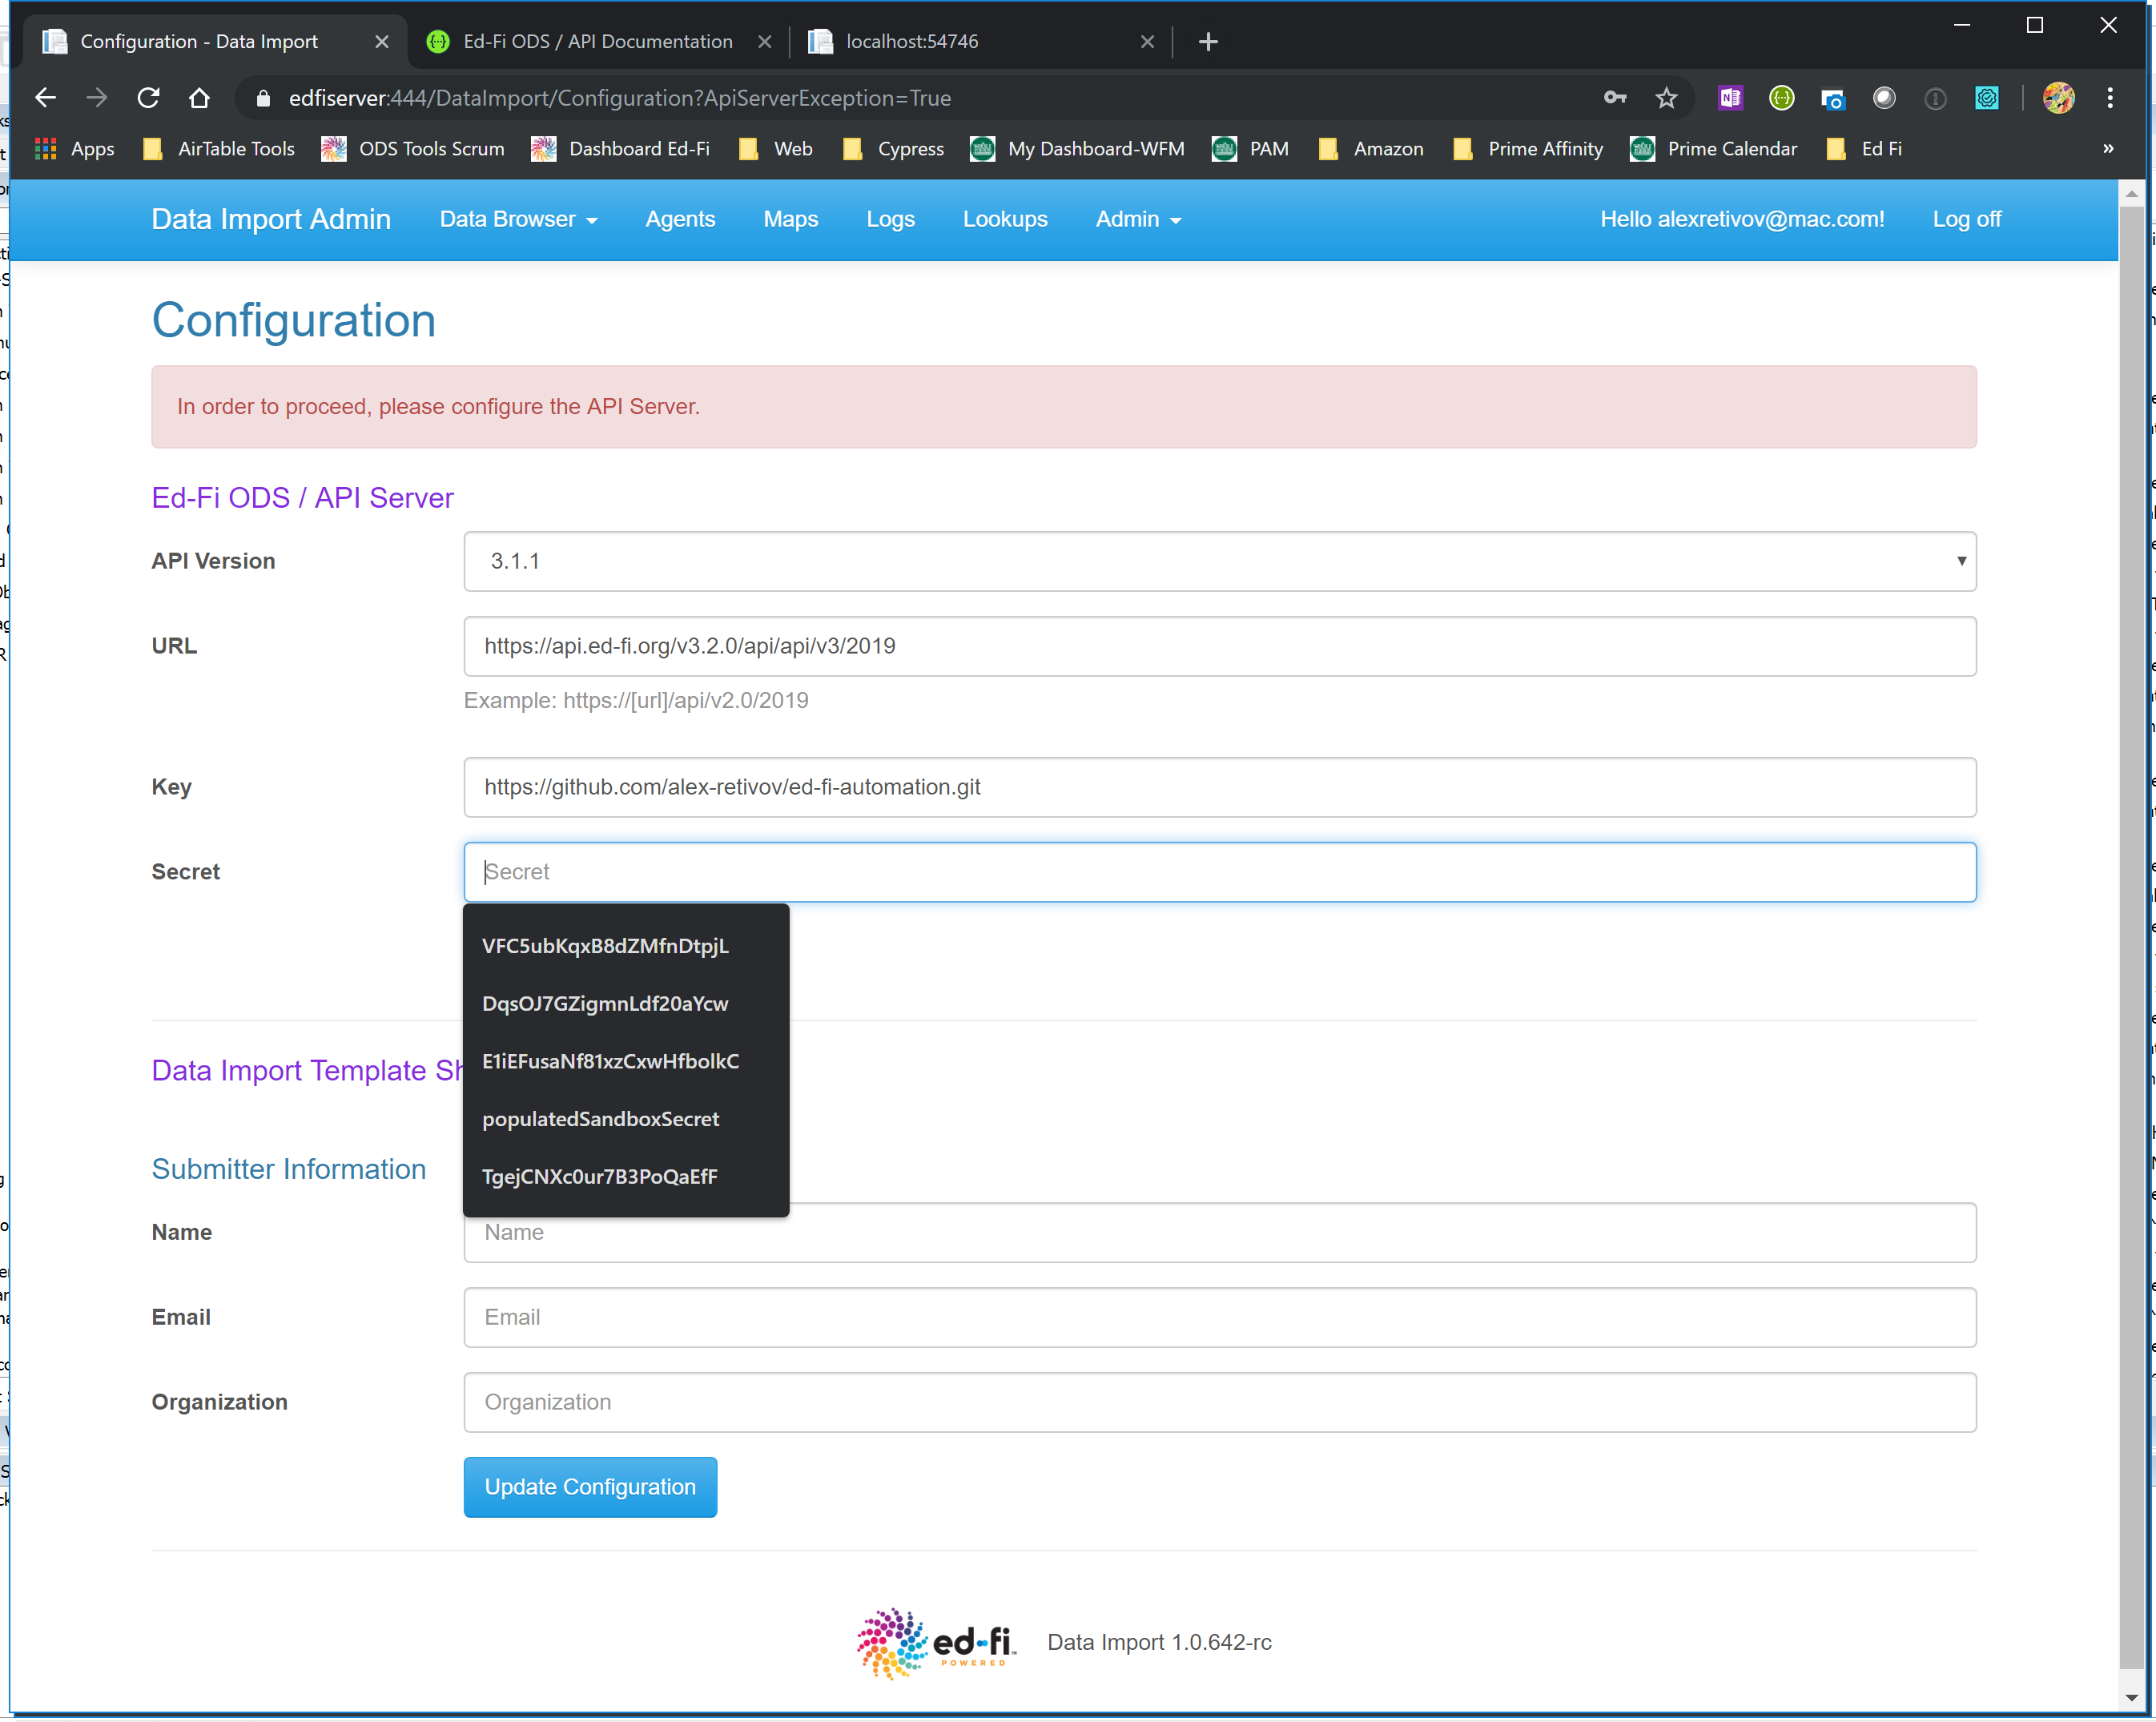 Configuration - Data Import
Ed-Fi ODS / API Documentation
localhost:54746
edfiserver:444/DataImport/Configuration?ApiServerException=True
Apps AirTable Tools ODS Tools Scrum Dashboard Ed-Fi Web Cypress My Dashboard-WFM PAM Amazon Prime Affinity Prime Calendar Ed Fi »
Data Import Admin Data Browser Agents Maps Logs Lookups Admin Hello alexretivov@mac.com! Log off
Configuration
In order to proceed, please configure the API Server.
Ed-Fi ODS / API Server
API Version 3.1.1
URL https://api.ed-fi.org/v3.2.0/api/api/v3/2019
Example: https://[url]/api/v2.0/2019
Key https://github.com/alex-retivov/ed-fi-automation.git
Secret Secret
VFC5ubKqxB8dZMfnDtpjL
DqsOJ7GZigmnLdf20aYcw
E1iEFusaNf81xzCxwHfbolkC
populatedSandboxSecret
TgejCNXc0ur7B3PoQaEfF
Data Import Template Sh
Submitter Information
Name Name
Email Email
Organization Organization
Update Configuration
ed-fi POWERED
Data Import 1.0.642-rc